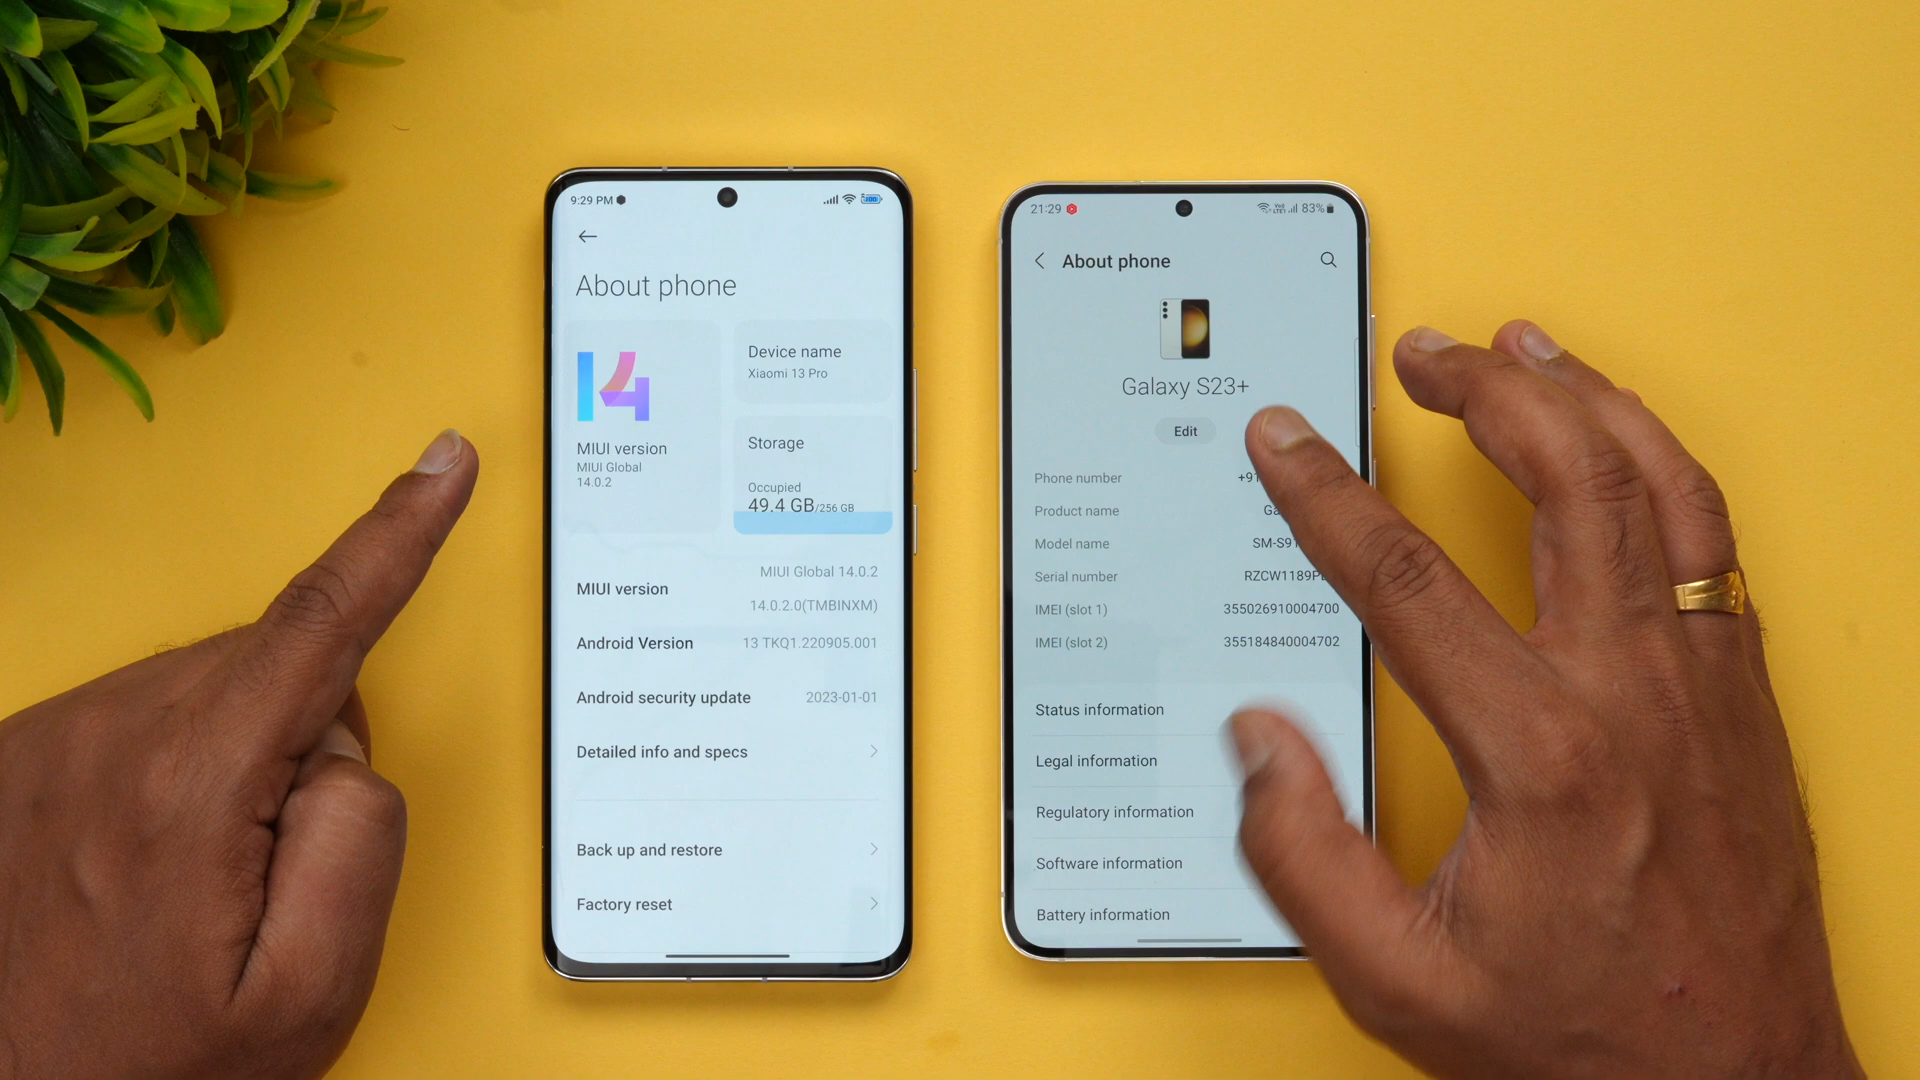 9:29 PM
100
About phone
14
MIUI version
MIUI Global
14.0.2
Device name
Xiaomi 13 Pro
Storage
Occupied
49.4 GB/256 GB
MIUI version
MIUI Global 14.0.2
14.0.2.0(TMBINXM)
Android Version 13 TKQ1.220905.001
Android security update 2023-01-01
Detailed info and specs
Back up and restore
Factory reset
21:29 83%
About phone
Galaxy S23+
Edit
Phone number +91
Product name Ga
Model name SM-S91
Serial number RZCW1189P
IMEI (slot 1) 355026910004700
IMEI (slot 2) 355184840004702
Status information
Legal information
Regulatory information
Software information
Battery information